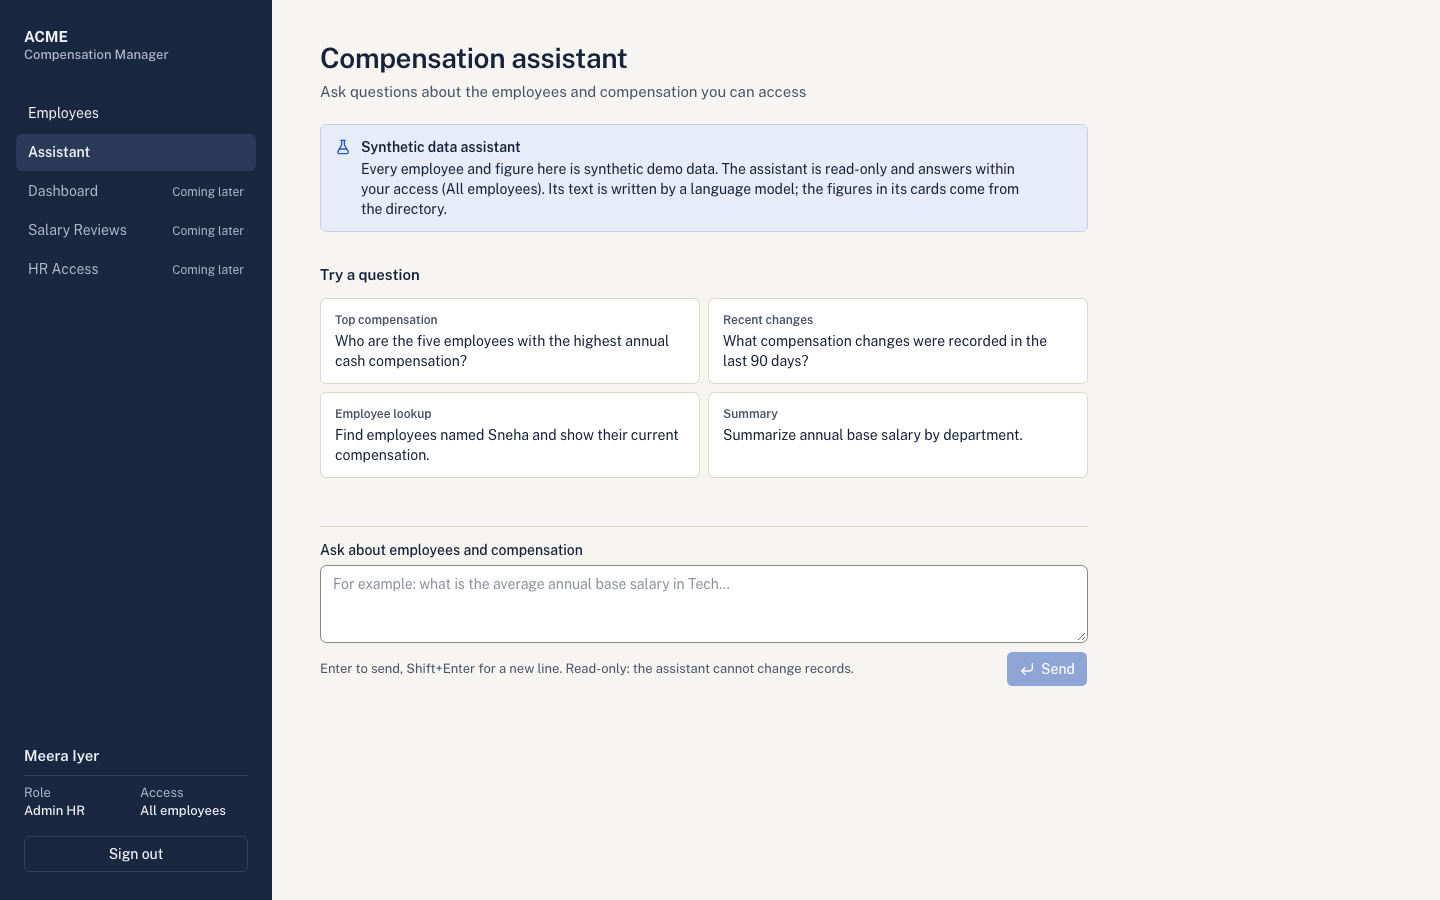 ACME
Compensation Manager
Employees
Assistant
Dashboard Coming later
Salary Reviews Coming later
HR Access Coming later
Meera Iyer
Role Access
Admin HR All employees
Sign out
Compensation assistant
Ask questions about the employees and compensation you can access
Synthetic data assistant
Every employee and figure here is synthetic demo data. The assistant is read-only and answers within
your access (All employees). Its text is written by a language model; the figures in its cards come from
the directory.
Try a question
Top compensation
Who are the five employees with the highest annual
cash compensation?
Recent changes
What compensation changes were recorded in the
last 90 days?
Employee lookup
Find employees named Sneha and show their current
compensation.
Summary
Summarize annual base salary by department.
Ask about employees and compensation
For example: what is the average annual base salary in Tech...
Enter to send, Shift+Enter for a new line. Read-only: the assistant cannot change records.
Send